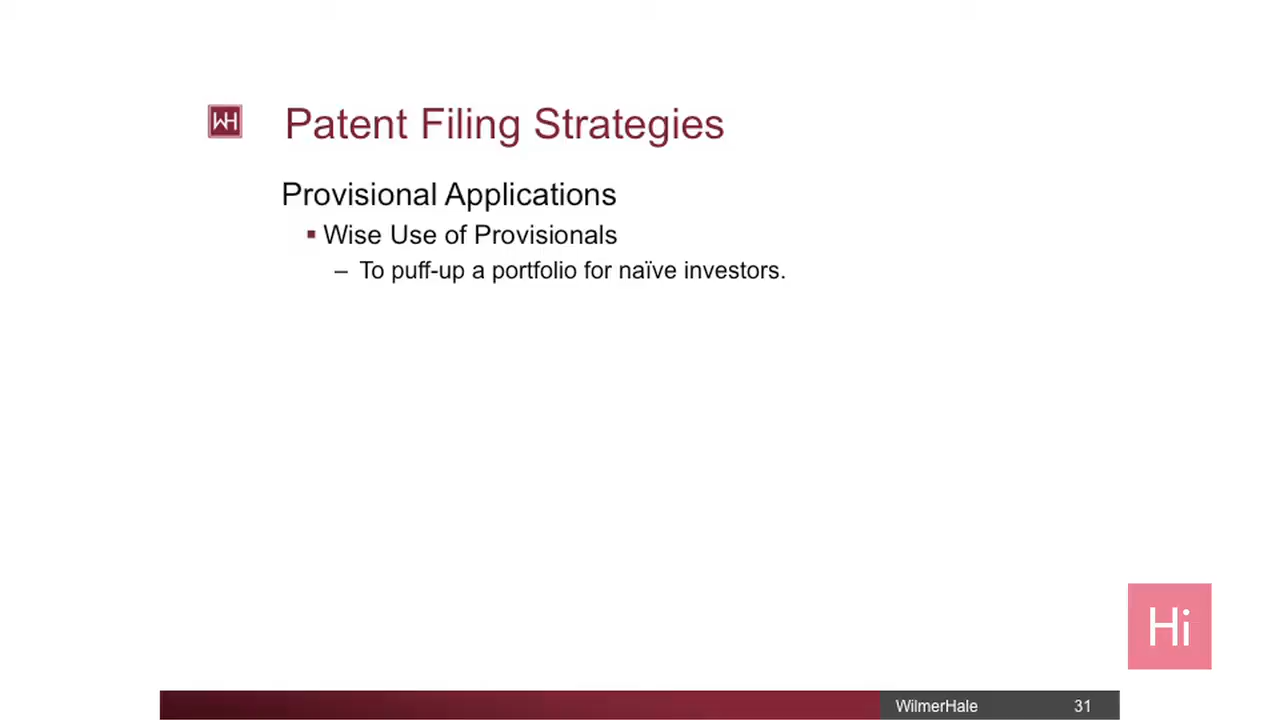 WH
Patent Filing Strategies
Provisional Applications
▪ Wise Use of Provisionals
– To puff-up a portfolio for naïve investors.
Hi
WilmerHale 31